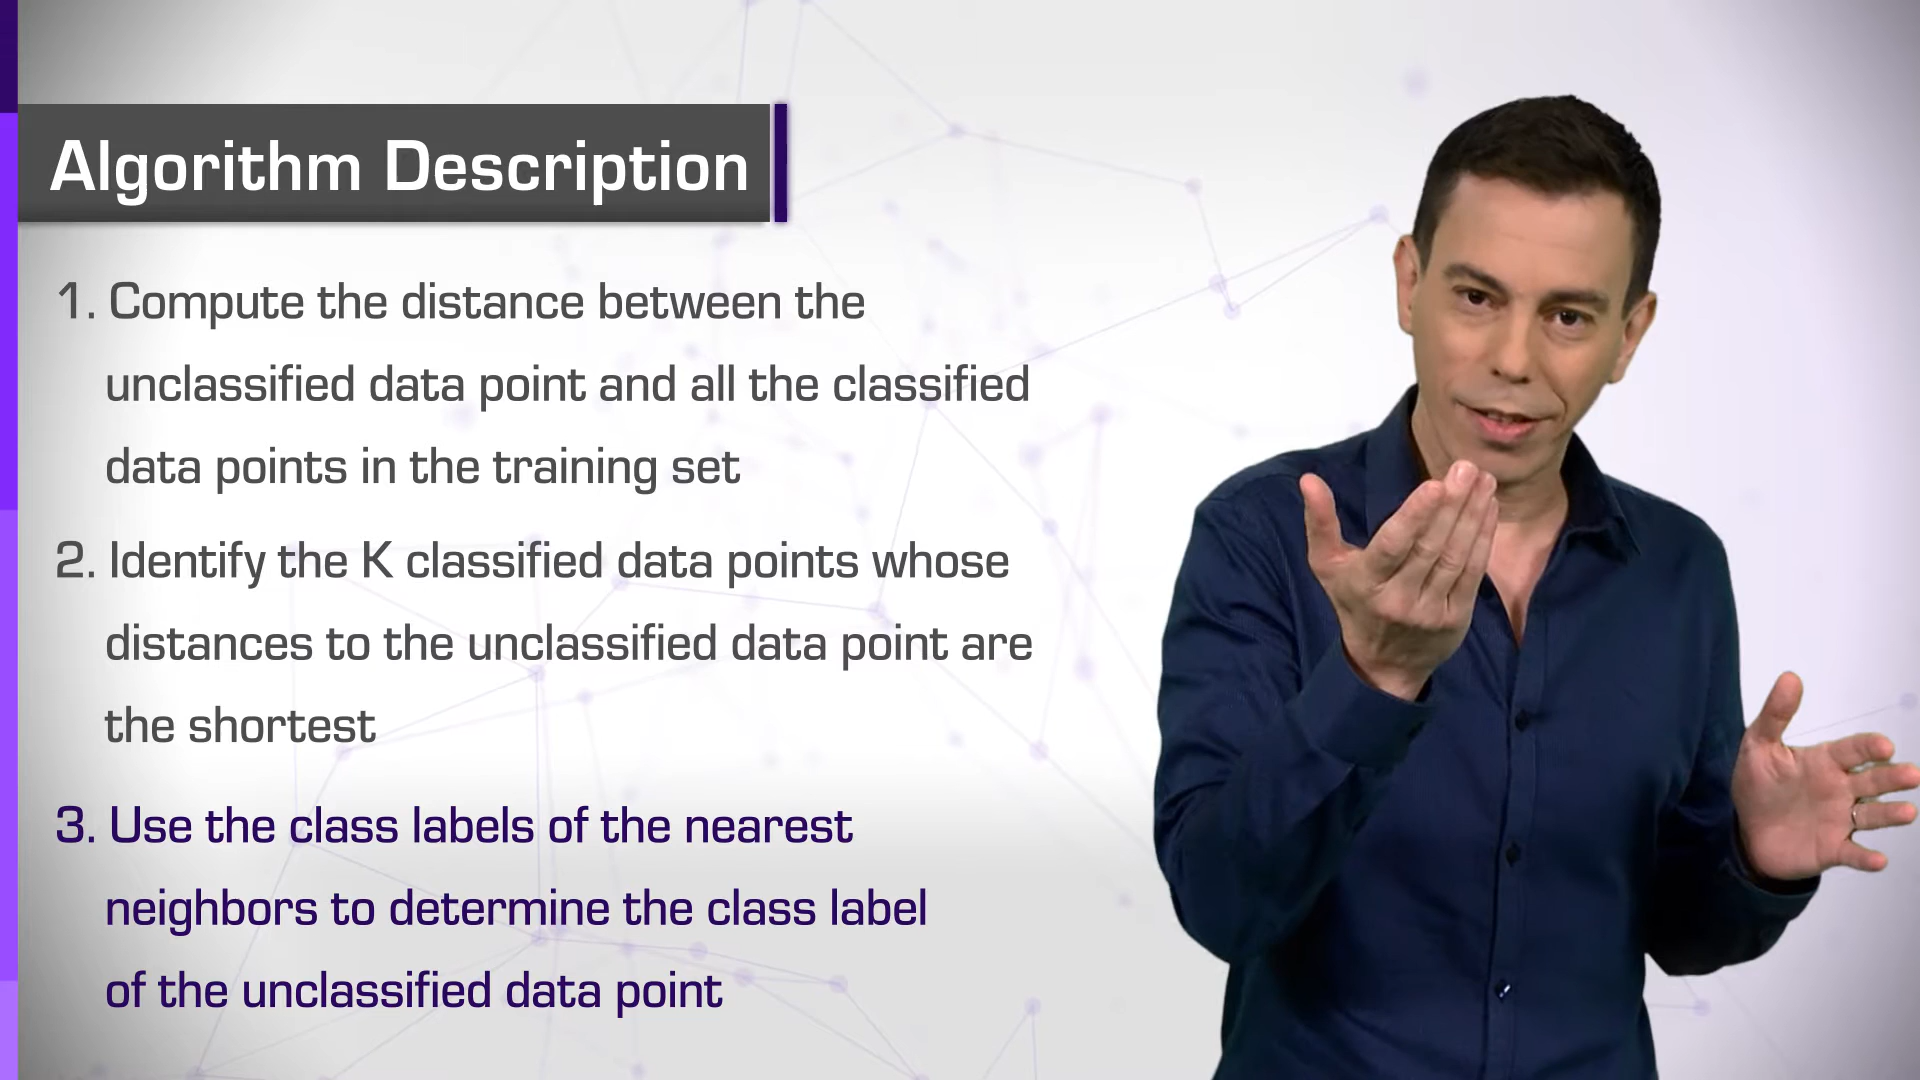 Algorithm Description
1. Compute the distance between the
unclassified data point and all the classified
data points in the training set
2. Identify the K classified data points whose
distances to the unclassified data point are
the shortest
3. Use the class labels of the nearest
neighbors to determine the class label
of the unclassified data point